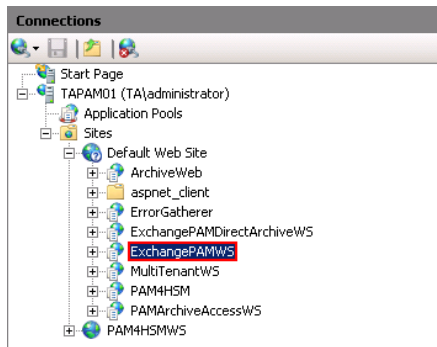 Connections
Start Page
TAPAM01 (TA\administrator)
Application Pools
Sites
Default Web Site
ArchiveWeb
aspnet_client
ErrorGatherer
ExchangePAMDirectArchiveWS
ExchangePAMWS
MultiTenantWS
PAM4HSM
PAMArchiveAccessWS
PAM4HSMWS